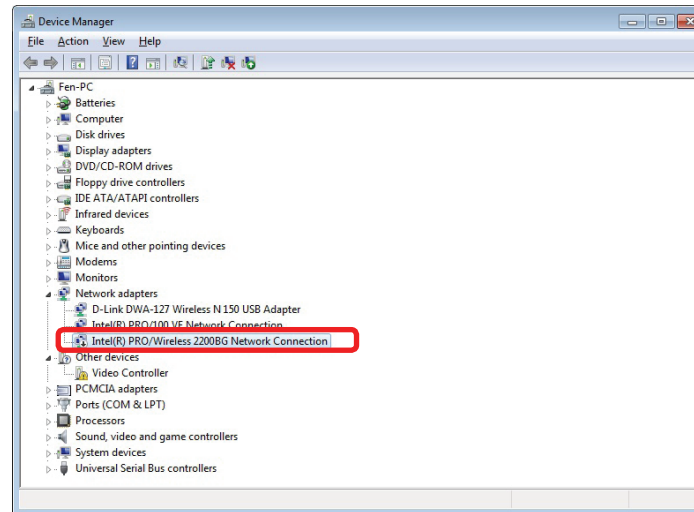 Device Manager
File Action View Help
Fen-PC
Batteries
Computer
Disk drives
Display adapters
DVD/CD-ROM drives
Floppy drive controllers
IDE ATA/ATAPI controllers
Infrared devices
Keyboards
Mice and other pointing devices
Modems
Monitors
Network adapters
D-Link DWA-127 Wireless N 150 USB Adapter
Intel(R) PRO/100 VE Network Connection
Intel(R) PRO/Wireless 2200BG Network Connection
Other devices
Video Controller
PCMCIA adapters
Ports (COM & LPT)
Processors
Sound, video and game controllers
System devices
Universal Serial Bus controllers